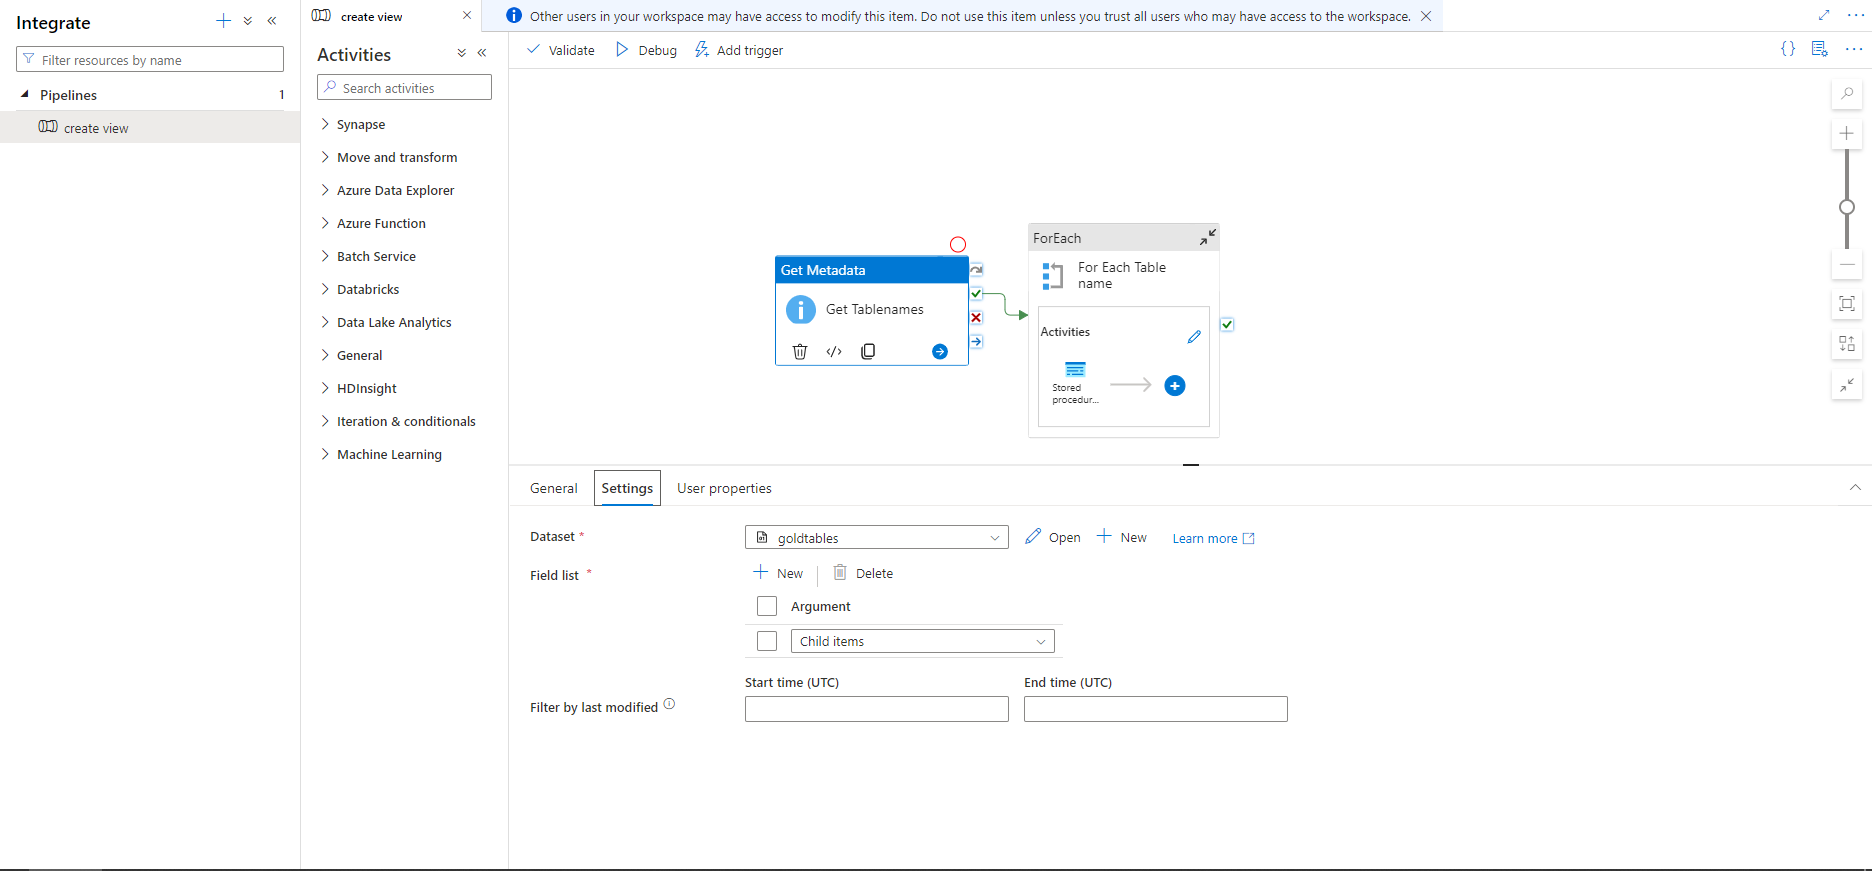 Integrate
Filter resources by name
Pipelines 1
create view
create view
Other users in your workspace may have access to modify this item. Do not use this item unless you trust all users who may have access to the workspace.
Activities
Search activities
Synapse
Move and transform
Azure Data Explorer
Azure Function
Batch Service
Databricks
Data Lake Analytics
General
HDInsight
Iteration & conditionals
Machine Learning
Validate Debug Add trigger
Get Metadata
Get Tablenames
ForEach
For Each Table
name
Activities
Stored
procedur...
General Settings User properties
Dataset * goldtables Open New Learn more
Field list * New Delete
Argument
Child items
Start time (UTC) End time (UTC)
Filter by last modified